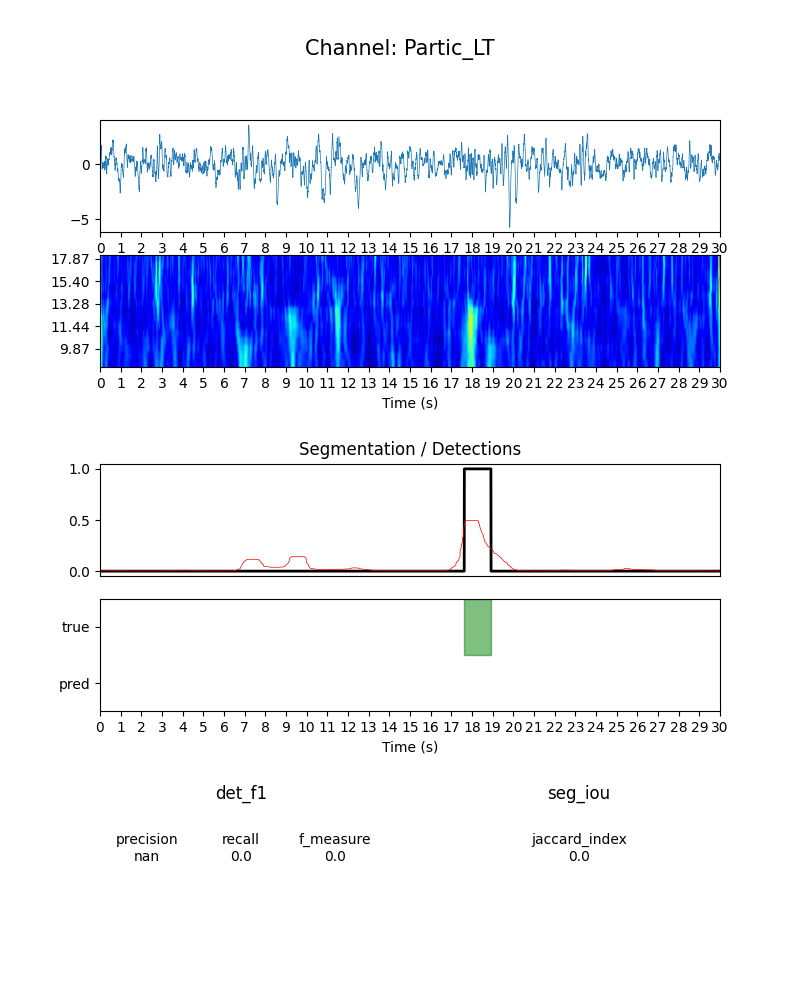 Channel: Partic_LT
0
−5
0 1 2 3 4 5 6 7 8 9 10 11 12 13 14 15 16 17 18 19 20 21 22 23 24 25 26 27 28 29 30
17.87
15.40
13.28
11.44
9.87
0 1 2 3 4 5 6 7 8 9 10 11 12 13 14 15 16 17 18 19 20 21 22 23 24 25 26 27 28 29 30
Time (s)
Segmentation / Detections
1.0
0.5
0.0
true
pred
0 1 2 3 4 5 6 7 8 9 10 11 12 13 14 15 16 17 18 19 20 21 22 23 24 25 26 27 28 29 30
Time (s)
det_f1 seg_iou
precision recall f_measure jaccard_index
nan 0.0 0.0 0.0